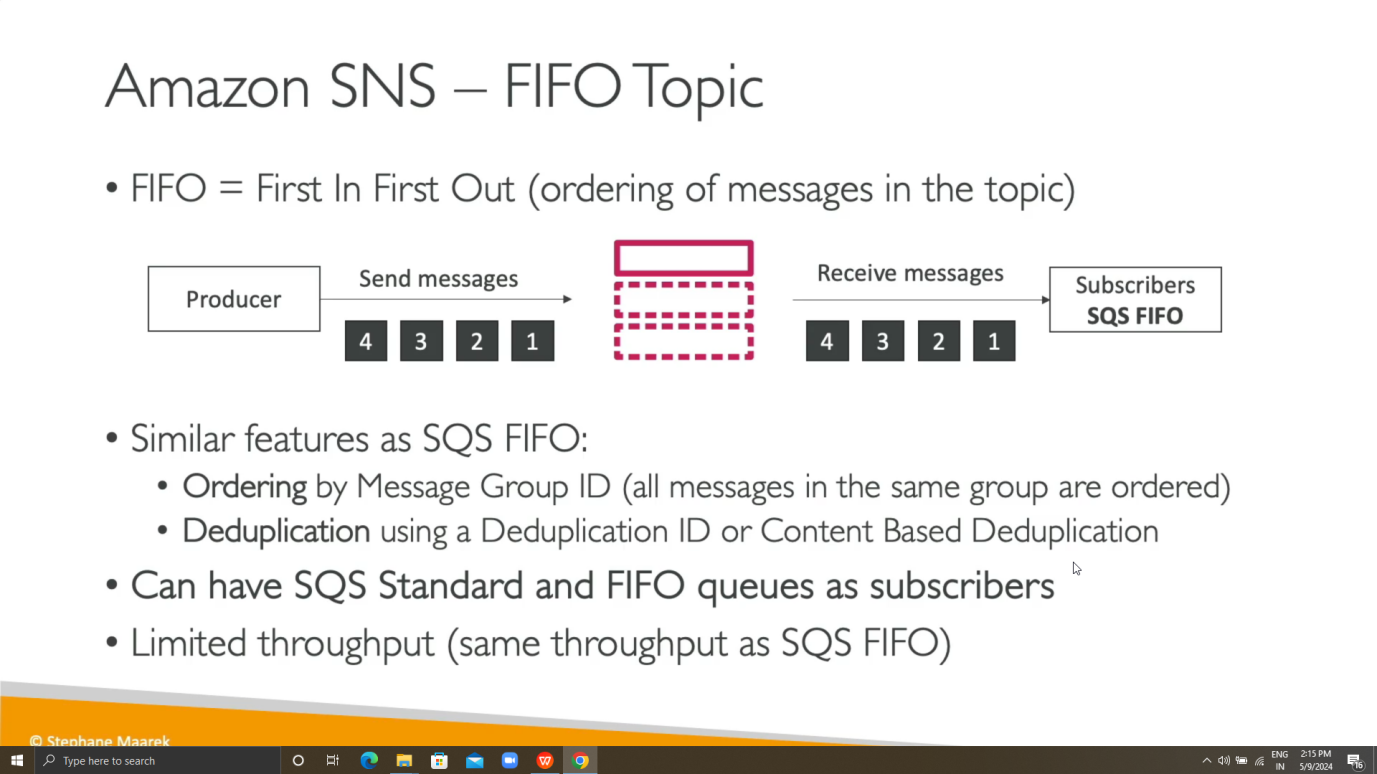 Amazon SNS – FIFO Topic
• FIFO = First In First Out (ordering of messages in the topic)
Producer
Send messages
4 3 2 1
Receive messages
4 3 2 1
Subscribers
SQS FIFO
• Similar features as SQS FIFO:
• Ordering by Message Group ID (all messages in the same group are ordered)
• Deduplication using a Deduplication ID or Content Based Deduplication
• Can have SQS Standard and FIFO queues as subscribers
• Limited throughput (same throughput as SQS FIFO)
© Stephane Maarek
Type here to search
ENG
IN
2:15 PM
5/9/2024
16